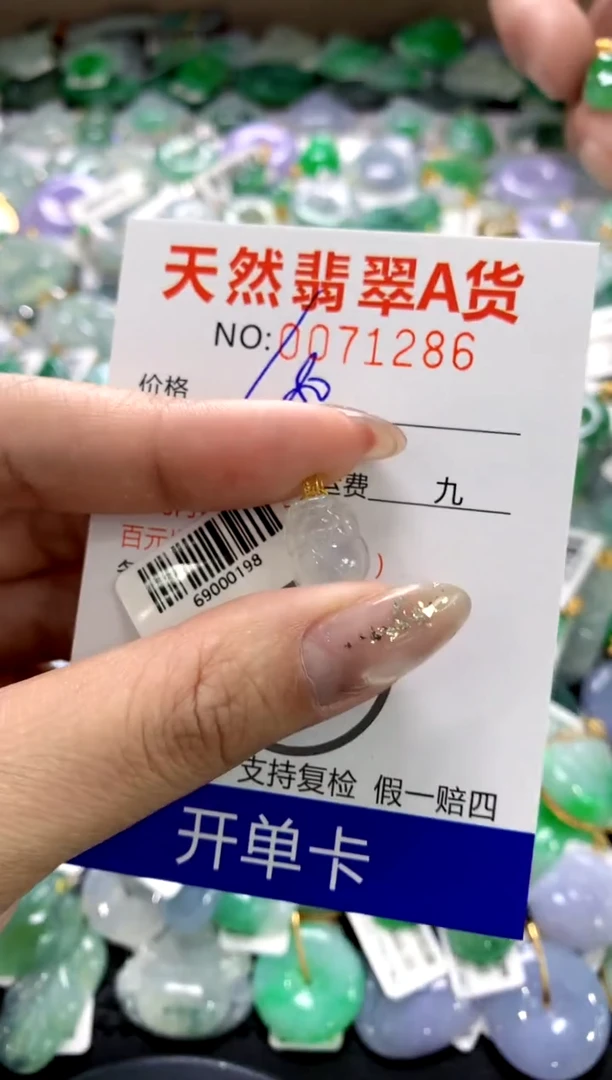 天然翡翠A货
NO:0071286
价格
费 九
百元
69000198
支持复检 假一赔四
开单卡